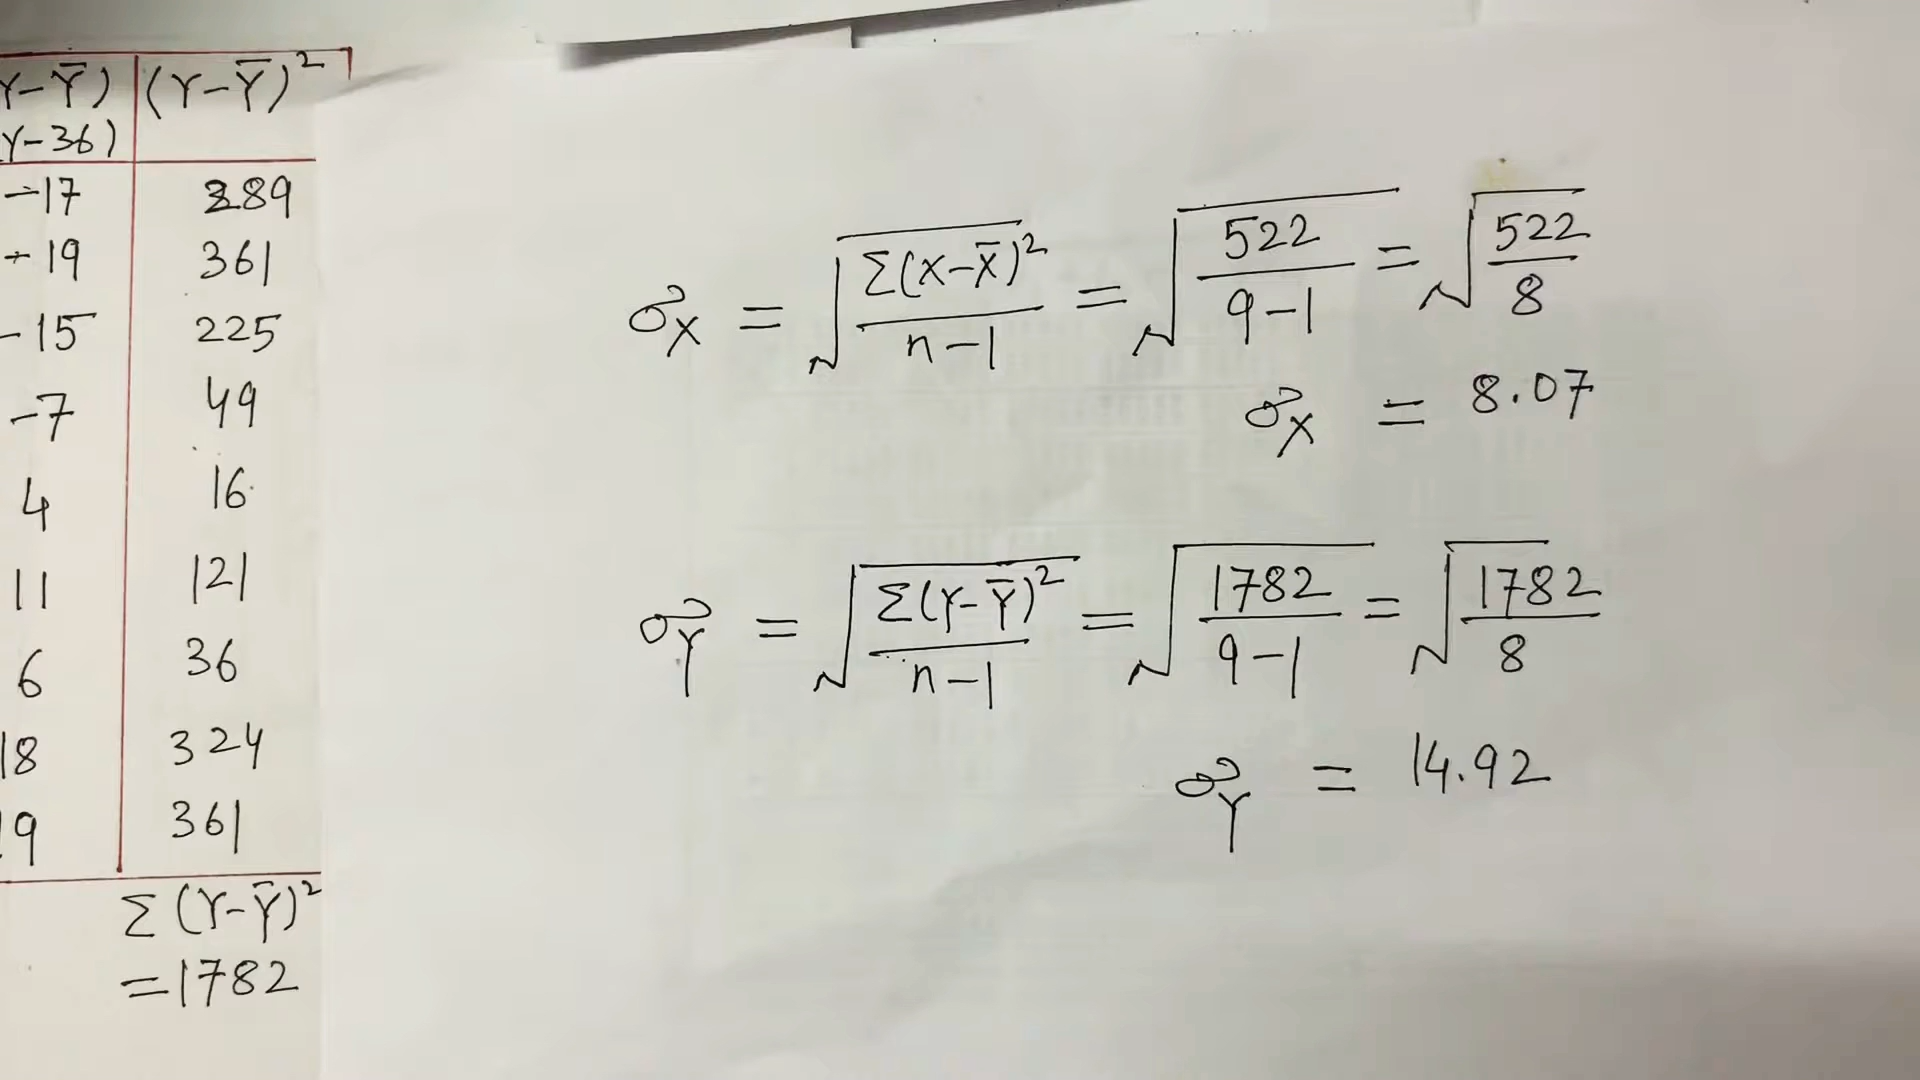 Y-Ȳ) (Y-Ȳ)²
Y-36)
-17 289
-19 361
-15 225
-7 49
4 16
11 121
6 36
18 324
19 361
Σ(Y-Ȳ)²
=1782
σX = √(Σ(X-X̄)²/n-1) = √(522/9-1) = √(522/8)
σX = 8.07
σY = √(Σ(Y-Ȳ)²/n-1) = √(1782/9-1) = √(1782/8)
σY = 14.92